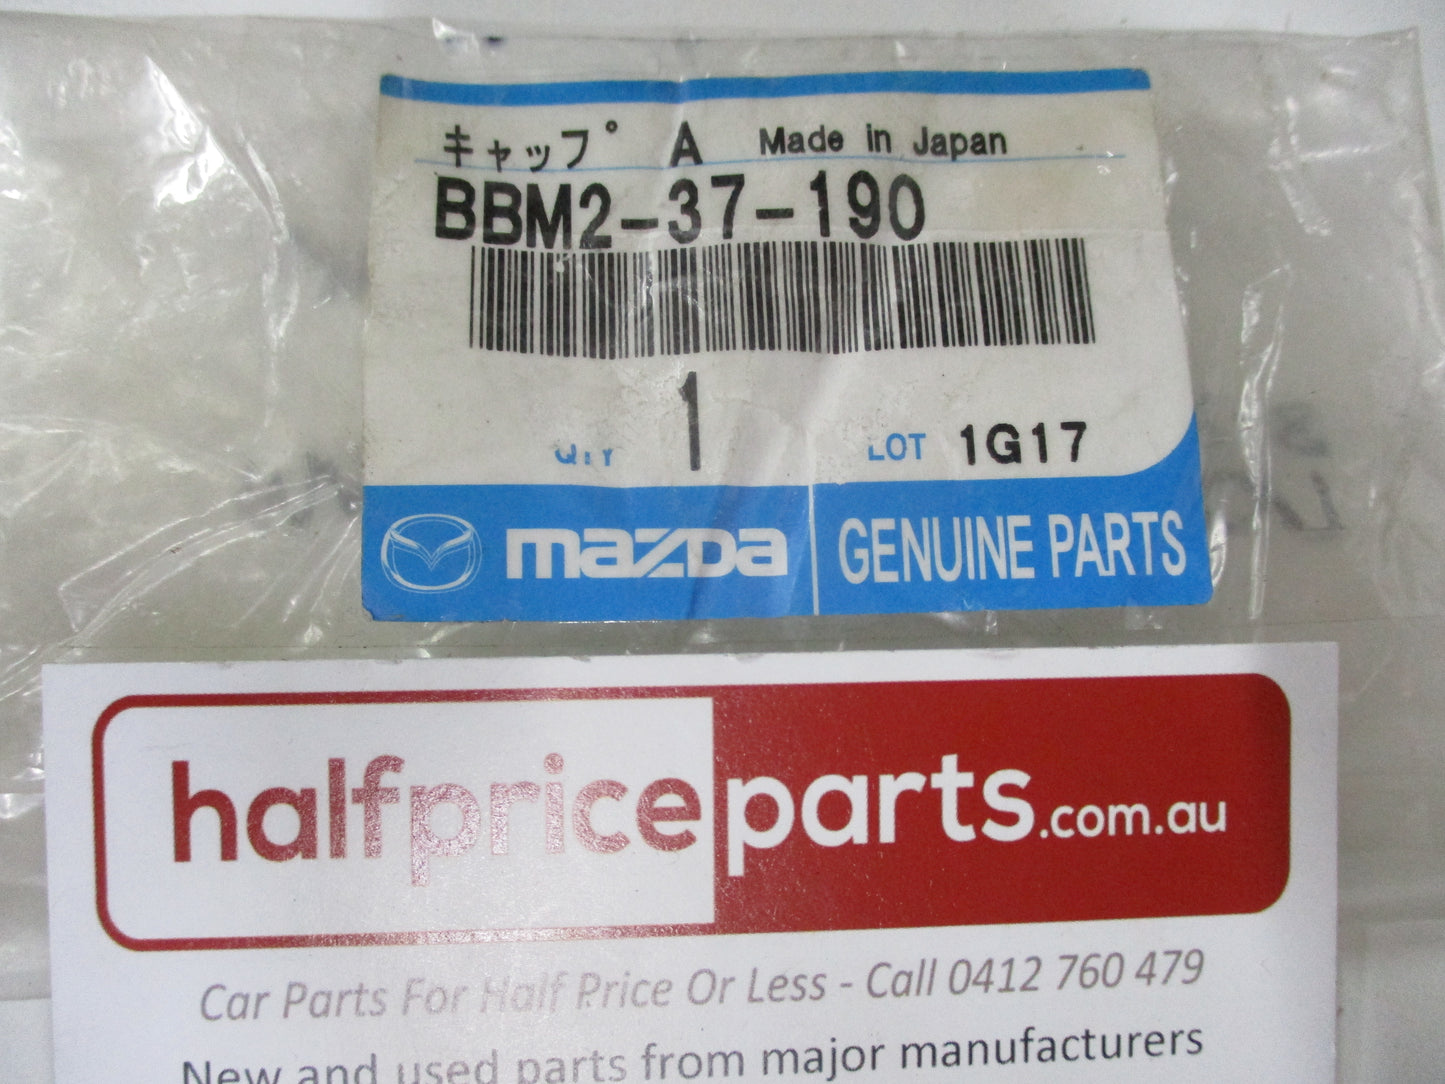 キャップ A Made in Japan
BBM2-37-190
QTY 1 LOT 1G17
mazda GENUINE PARTS
halfpriceparts.com.au
Car Parts For Half Price Or Less - Call 0412 760 479
New and used parts from major manufacturers